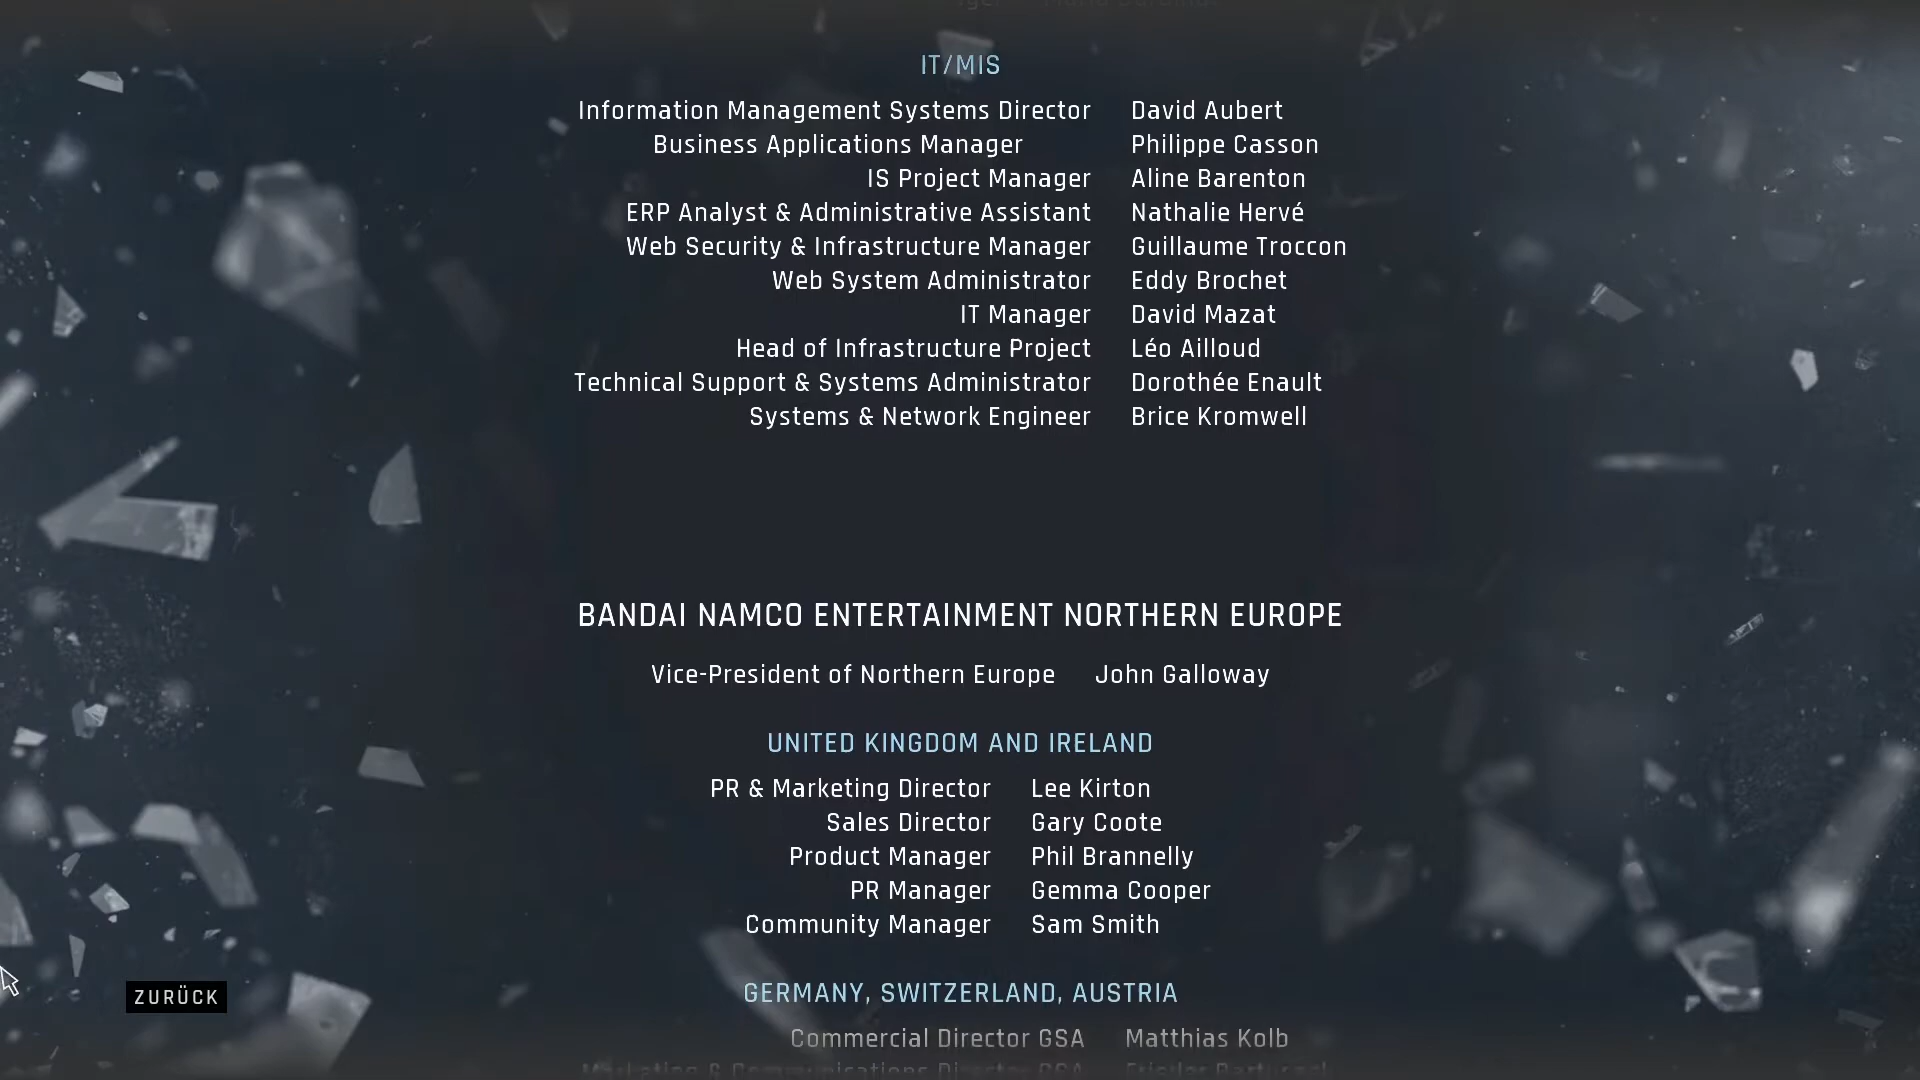 IT/MIS
Information Management Systems Director David Aubert
Business Applications Manager Philippe Casson
IS Project Manager Aline Barenton
ERP Analyst & Administrative Assistant Nathalie Hervé
Web Security & Infrastructure Manager Guillaume Troccon
Web System Administrator Eddy Brochet
IT Manager David Mazat
Head of Infrastructure Project Léo Ailloud
Technical Support & Systems Administrator Dorothée Enault
Systems & Network Engineer Brice Kromwell
BANDAI NAMCO ENTERTAINMENT NORTHERN EUROPE
Vice-President of Northern Europe John Galloway
UNITED KINGDOM AND IRELAND
PR & Marketing Director Lee Kirton
Sales Director Gary Coote
Product Manager Phil Brannelly
PR Manager Gemma Cooper
Community Manager Sam Smith
ZURÜCK
GERMANY, SWITZERLAND, AUSTRIA
Commercial Director GSA Matthias Kolb
Marketing & Communications Director GSA